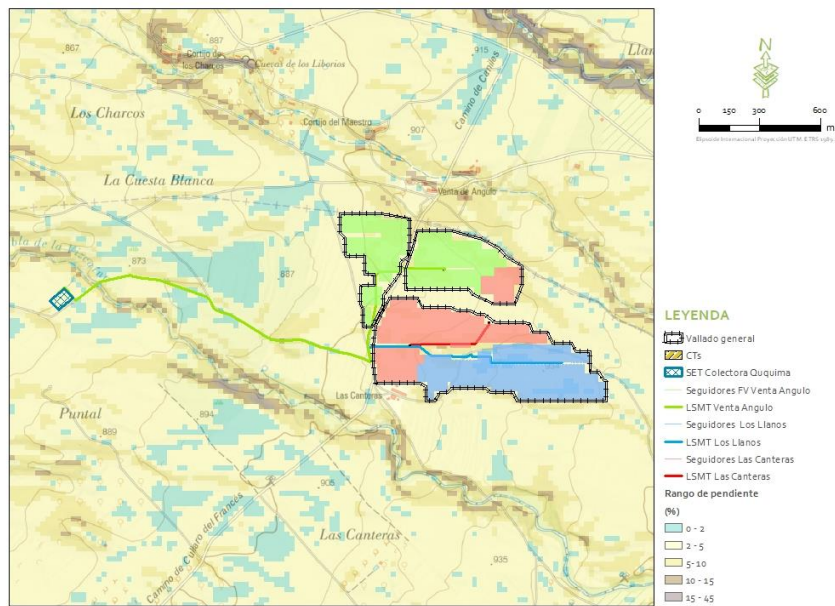 867
887
Cortijo de
los Charcos
Cuevas de los Liborios
915
Llan
Los Charcos
Cortijo del Maestro
907
Camino de Canjás
La Cuesta Blanca
Venta de Angulo
873
887
Las Canteras
Puntal
894
889
905
Camino de Cúllar del Francés
Las Canteras
935
N
0 150 300 600
m
LEYENDA
Vallado general
CTs
SET Colectora Ququima
Seguidores FV Venta Angulo
LSMT Venta Angulo
Seguidores Los Llanos
LSMT Los Llanos
Seguidores Las Canteras
LSMT Las Canteras
Rango de pendiente
(%)
0 - 2
2 - 5
5 - 10
10 - 15
15 - 45